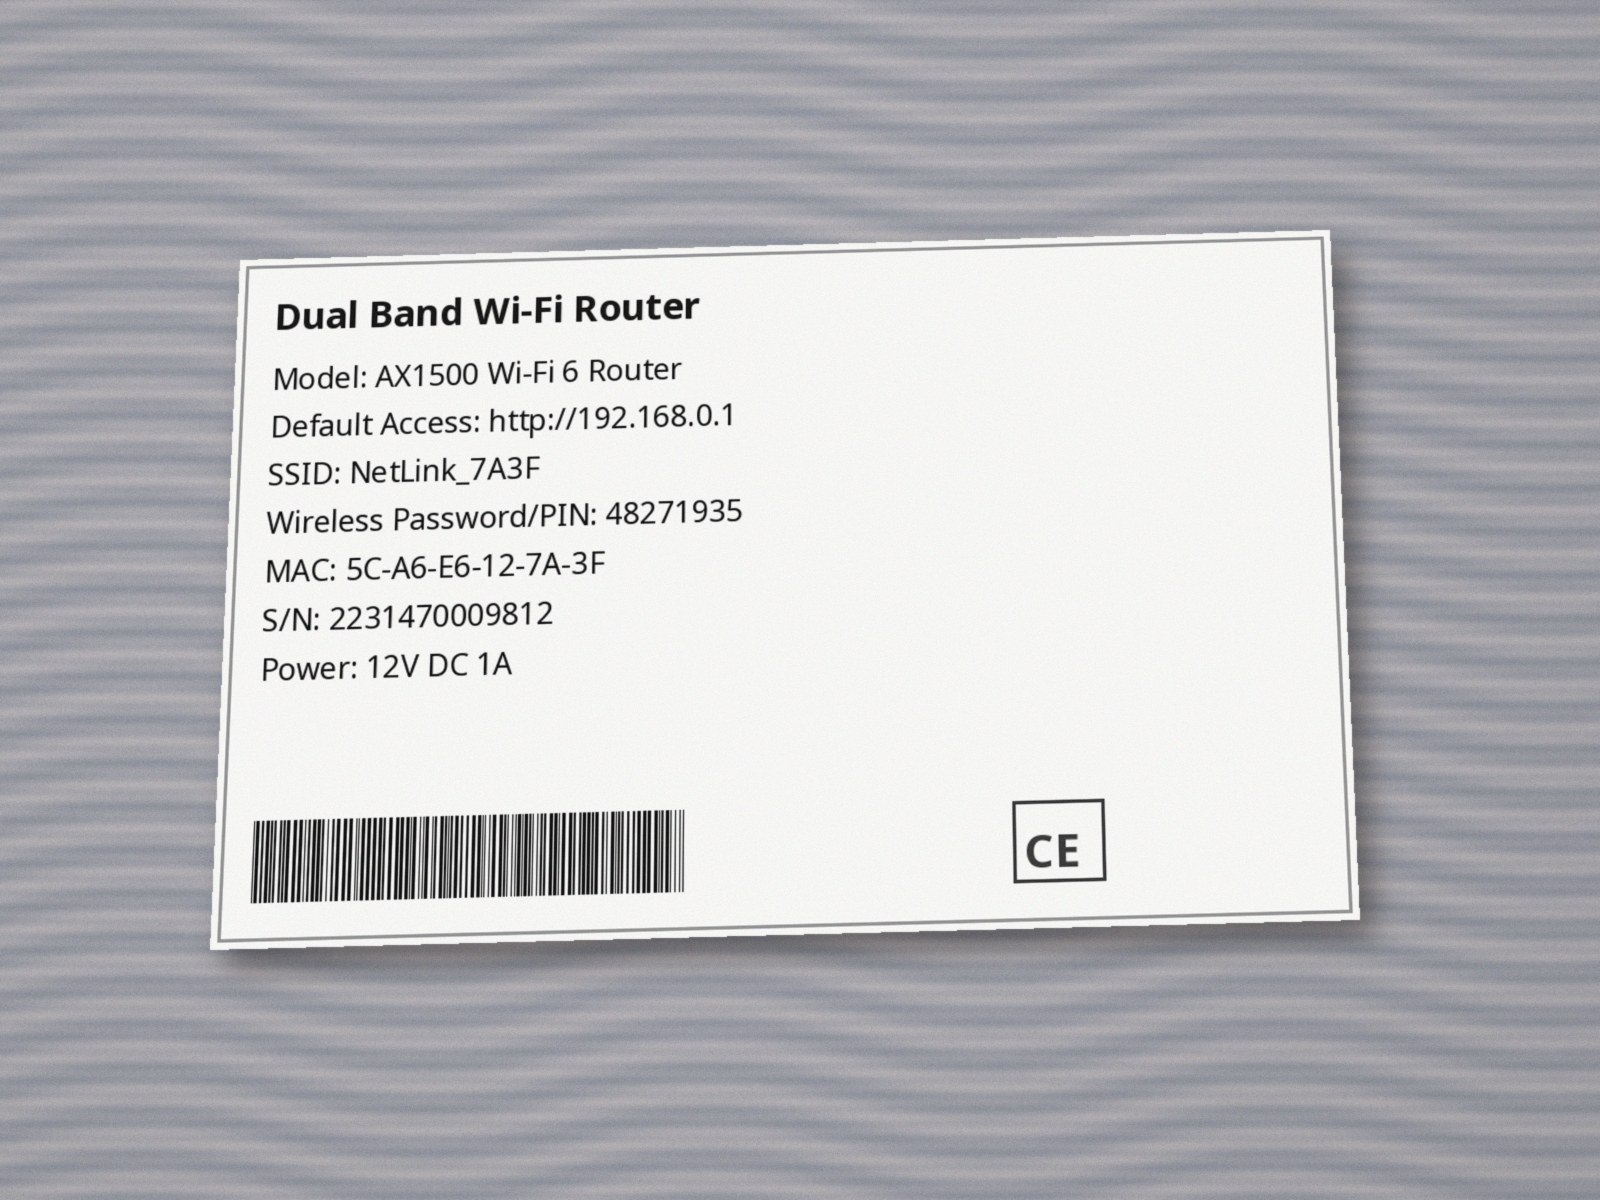 Dual Band Wi-Fi Router
Model: AX1500 Wi-Fi 6 Router
Default Access: http://192.168.0.1
SSID: NetLink_7A3F
Wireless Password/PIN: 48271935
MAC: 5C-A6-E6-12-7A-3F
S/N: 2231470009812
Power: 12V DC 1A
CE